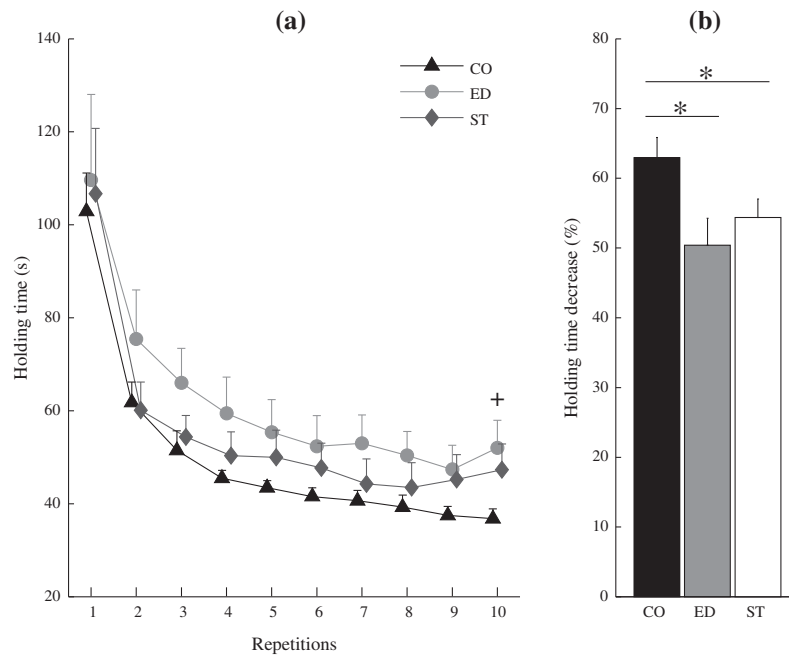 (a)
Holding time (s)
140
120
100
80
60
40
20
CO
ED
ST
+
1 2 3 4 5 6 7 8 9 10
Repetitions
(b)
Holding time decrease (%)
80
70
60
50
40
30
20
10
0
*
*
CO ED ST